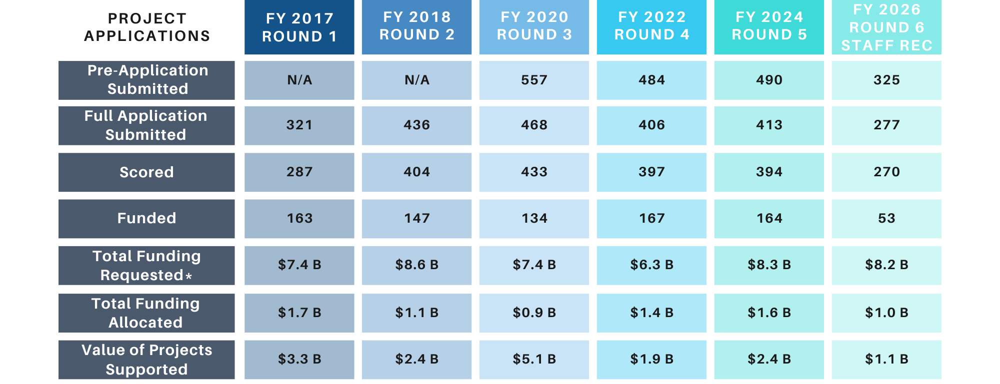 PROJECT
APPLICATIONS
FY 2017
ROUND 1
FY 2018
ROUND 2
FY 2020
ROUND 3
FY 2022
ROUND 4
FY 2024
ROUND 5
FY 2026
ROUND 6
STAFF REC
Pre-Application
Submitted
N/A
N/A
557
484
490
325
Full Application
Submitted
321
436
468
406
413
277
Scored
287
404
433
397
394
270
Funded
163
147
134
167
164
53
Total Funding
Requested*
$7.4 B
$8.6 B
$7.4 B
$6.3 B
$8.3 B
$8.2 B
Total Funding
Allocated
$1.7 B
$1.1 B
$0.9 B
$1.4 B
$1.6 B
$1.0 B
Value of Projects
Supported
$3.3 B
$2.4 B
$5.1 B
$1.9 B
$2.4 B
$1.1 B